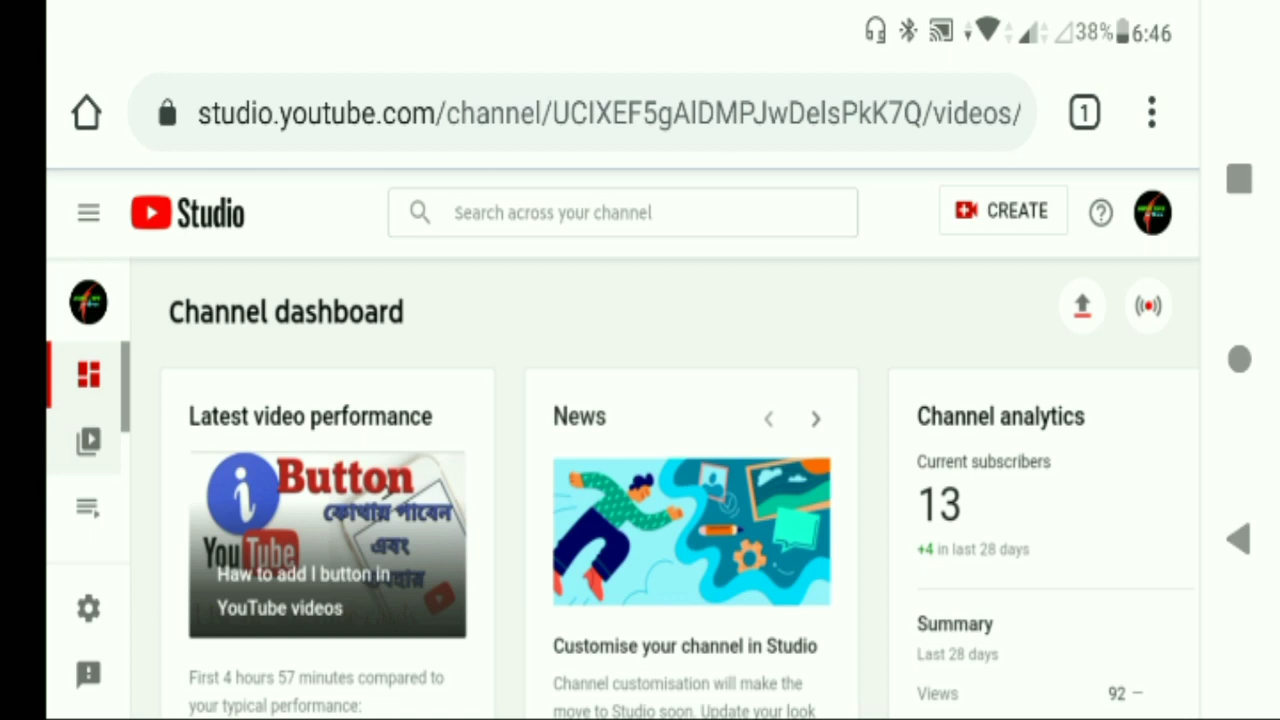 38% 6:46
studio.youtube.com/channel/UCIXEF5gAlDMPJwDelsPkK7Q/videos/
1
Studio
Search across your channel
CREATE
Channel dashboard
Latest video performance
i Button
কোথায় পাবেন
এবং
YouTube
Haw to add I button in
YouTube videos
First 4 hours 57 minutes compared to
your typical performance:
News
Customise your channel in Studio
Channel customisation will make the
move to Studio soon. Update your look
Channel analytics
Current subscribers
13
+4 in last 28 days
Summary
Last 28 days
Views 92 —